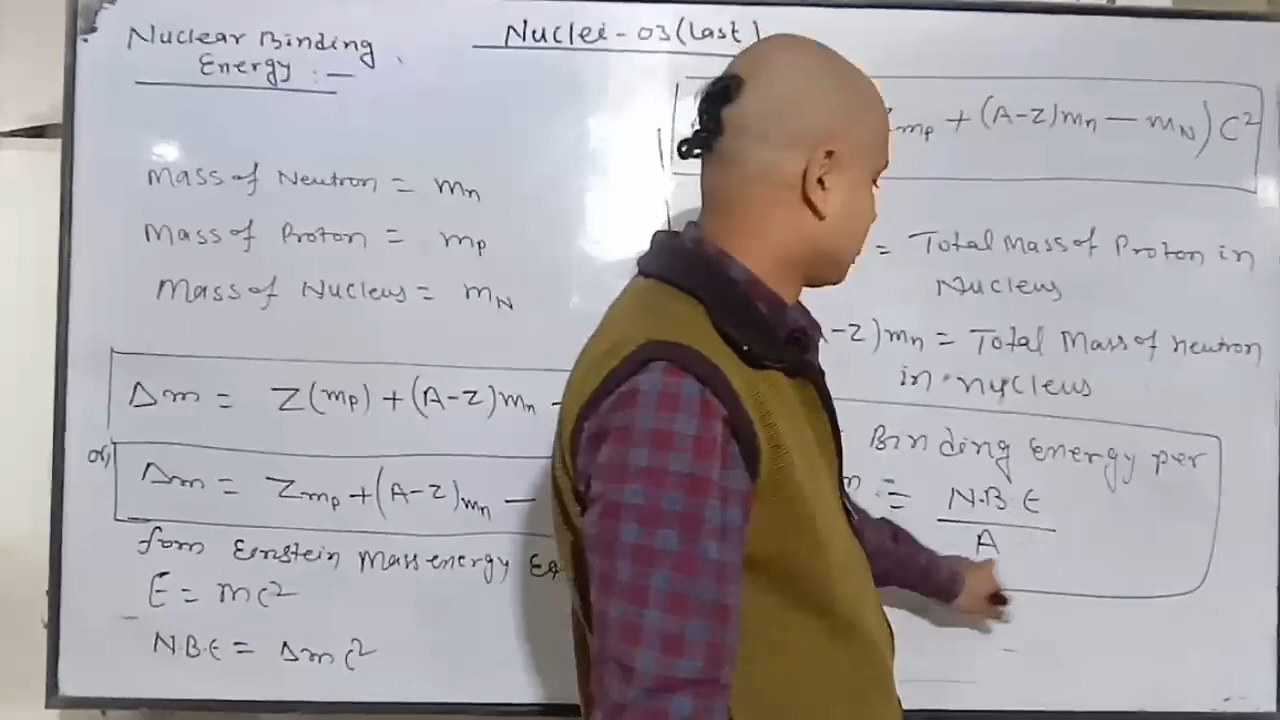 Nuclei - 03 (Last)
Nuclear Binding
Energy : —
Mass of Neutron = mn
Mass of Proton = mp
Mass of Nucleus = mN
Δm = Z(mp) + (A-Z)mn -
or,
Δm = Zmp + (A-Z)mn —
from Einstein Mass energy
E = mc²
N.B.E = Δmc²
mp + (A-Z)mn — mN) C²
= Total Mass of Proton in
Nucleus
-Z)mn = Total Mass of neutron
in nucleus
Binding energy per
= N.B.E
A